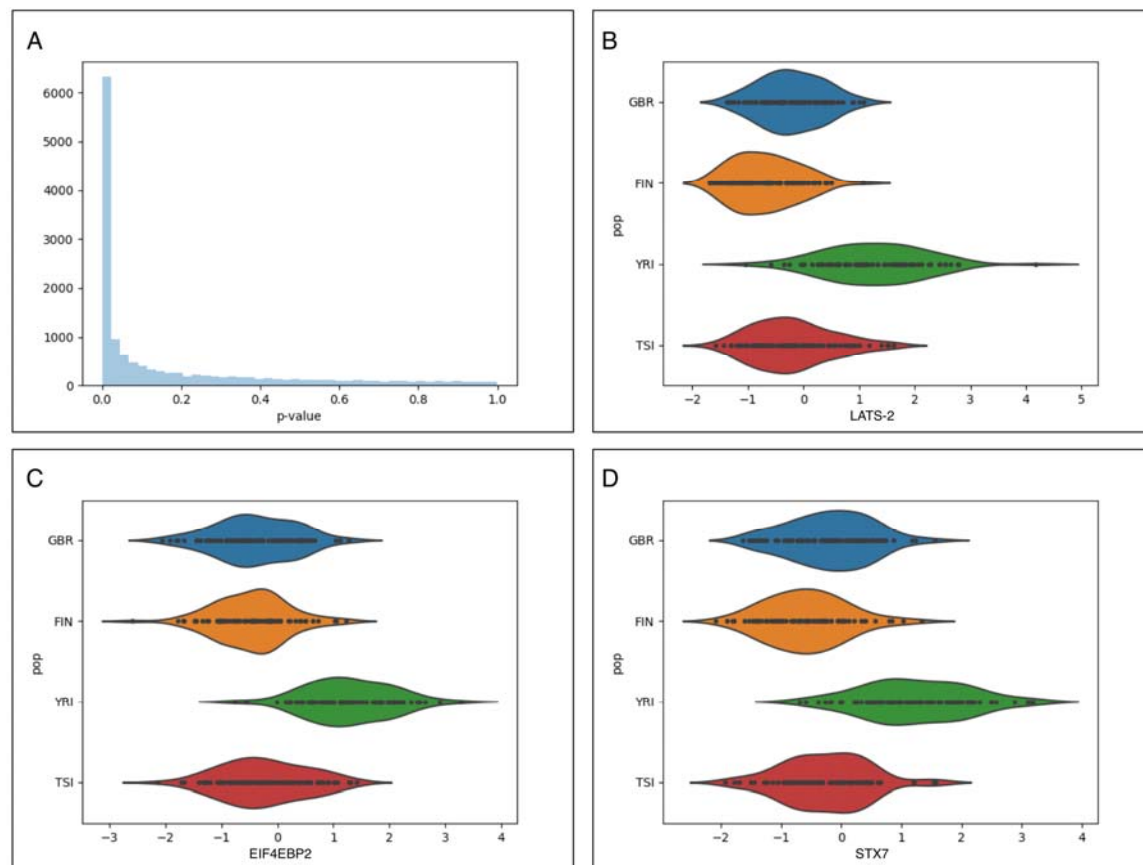 A
6000
5000
4000
3000
2000
1000
0
0.0 0.2 0.4 0.6 0.8 1.0
p-value
B
GBR
FIN
pop
YRI
TSI
−2 −1 0 1 2 3 4 5
LATS-2
C
GBR
FIN
pop
YRI
TSI
−3 −2 −1 0 1 2 3 4
EIF4EBP2
D
GBR
FIN
pop
YRI
TSI
−2 −1 0 1 2 3 4
STX7